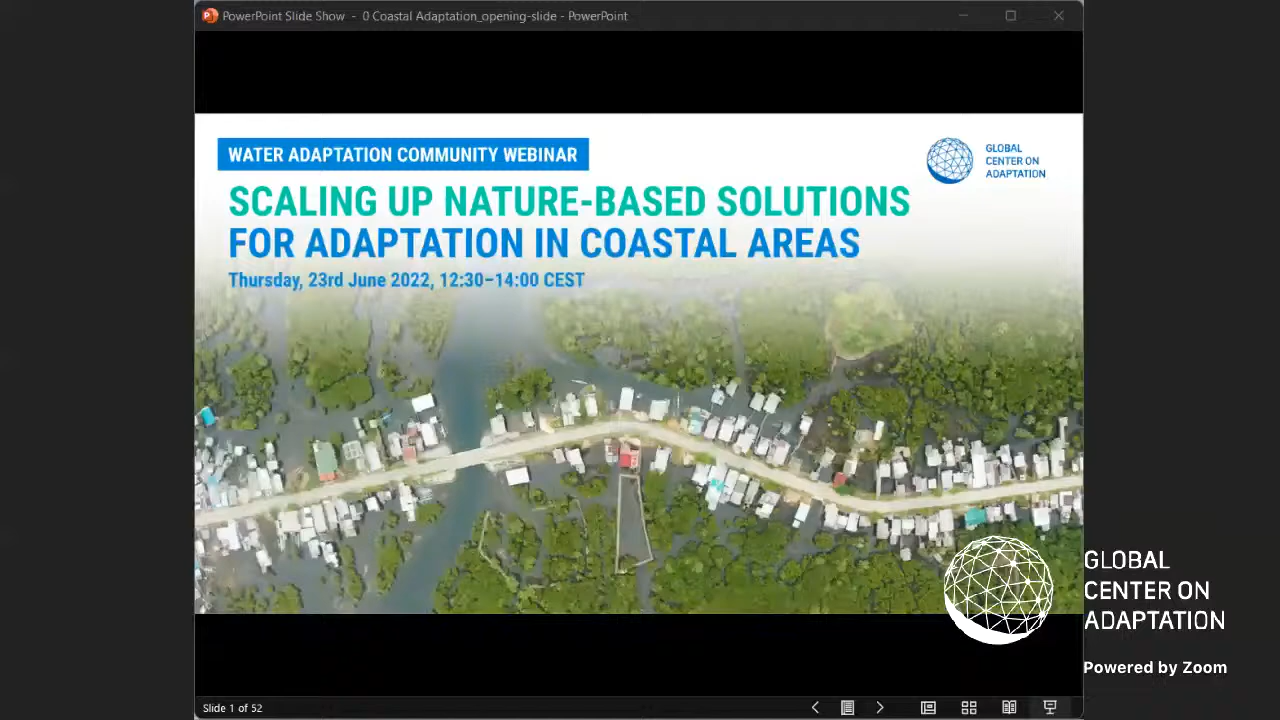 PowerPoint Slide Show - 0 Coastal Adaptation_opening-slide - PowerPoint
WATER ADAPTATION COMMUNITY WEBINAR
GLOBAL
CENTER ON
ADAPTATION
SCALING UP NATURE-BASED SOLUTIONS
FOR ADAPTATION IN COASTAL AREAS
Thursday, 23rd June 2022, 12:30–14:00 CEST
GLOBAL
CENTER ON
ADAPTATION
Powered by Zoom
Slide 1 of 52